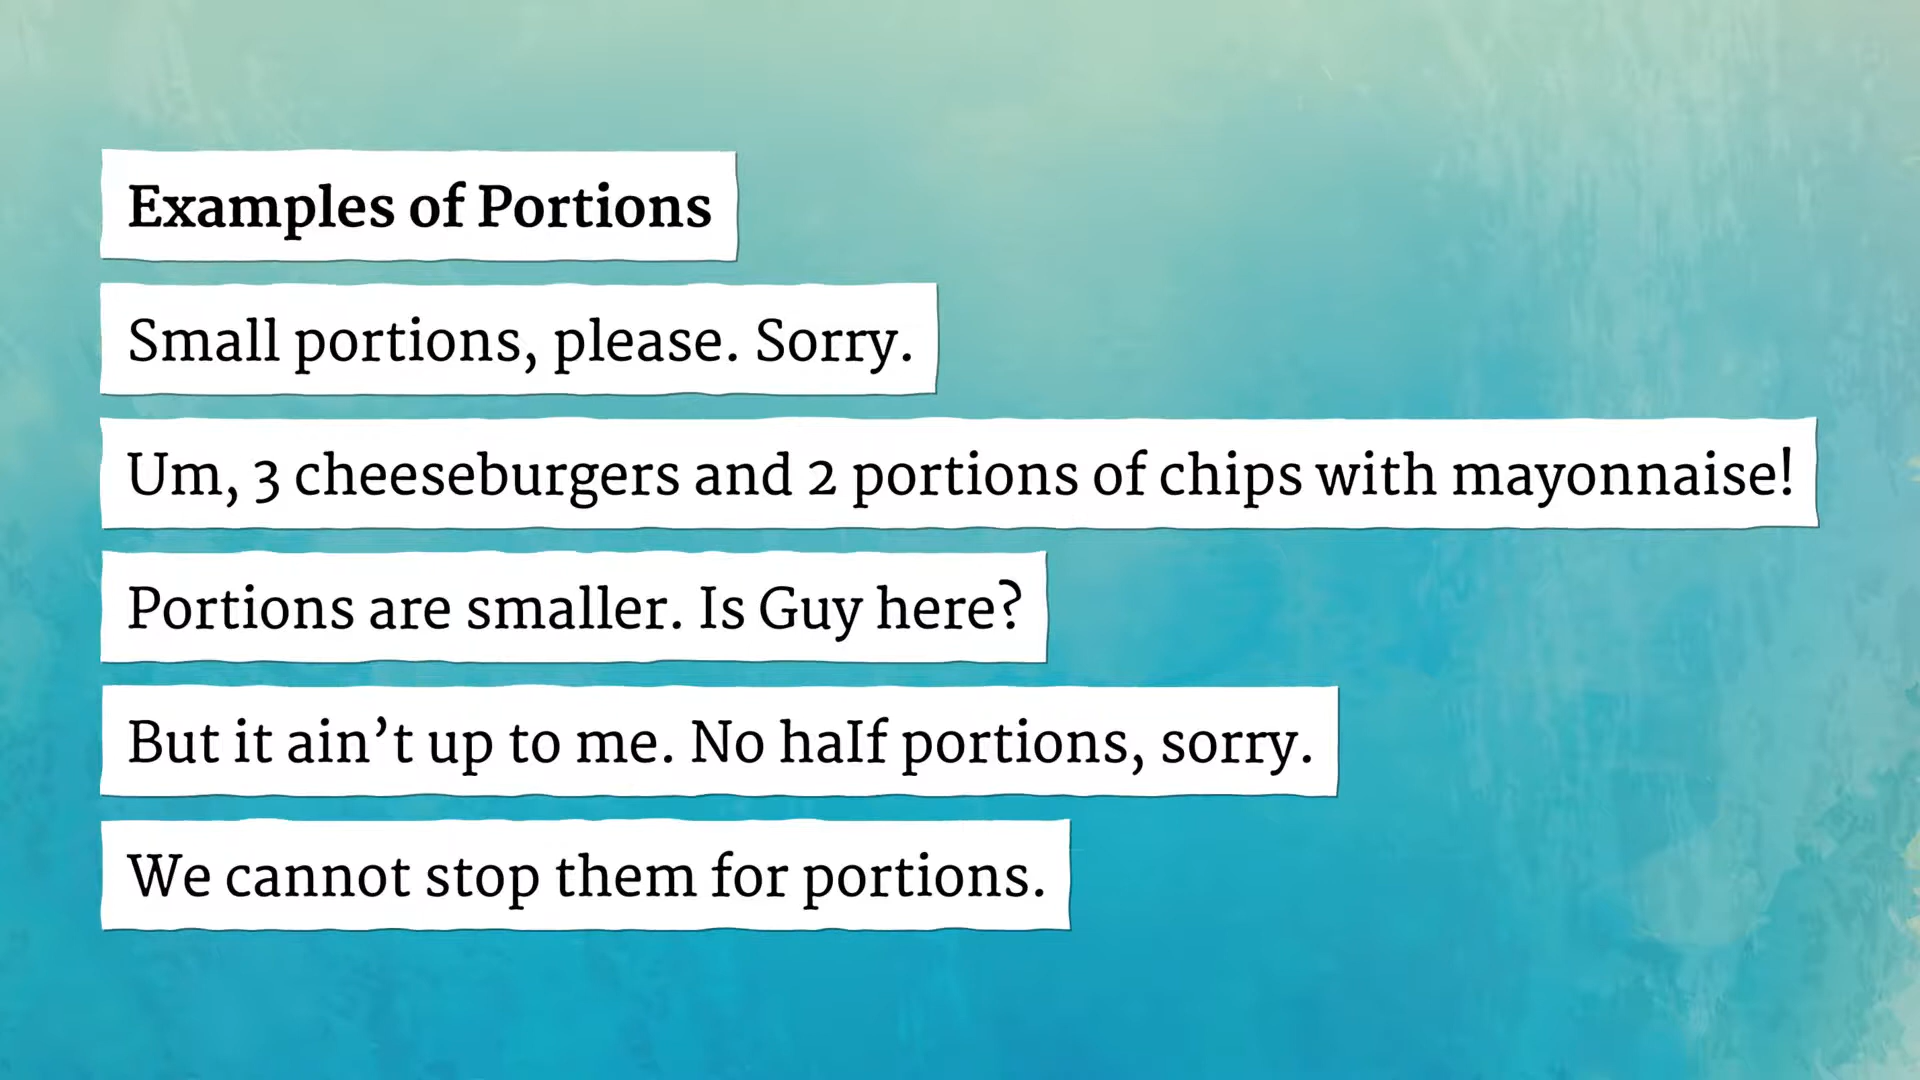 Examples of Portions
Small portions, please. Sorry.
Um, 3 cheeseburgers and 2 portions of chips with mayonnaise!
Portions are smaller. Is Guy here?
But it ain’t up to me. No haIf portions, sorry.
We cannot stop them for portions.